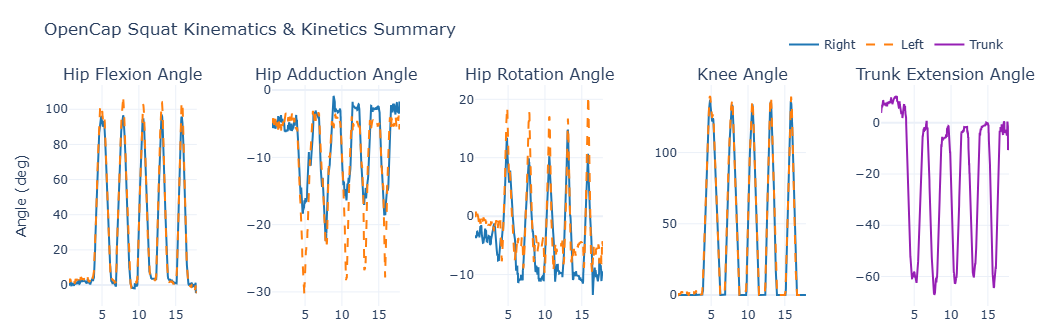 OpenCap Squat Kinematics & Kinetics Summary
Right Left Trunk
Hip Flexion Angle Hip Adduction Angle Hip Rotation Angle Knee Angle Trunk Extension Angle
Angle (deg)
100
80
60
40
20
0
5 10 15
0
−10
−20
−30
5 10 15
20
10
0
−10
5 10 15
100
50
0
5 10 15
0
−20
−40
−60
5 10 15